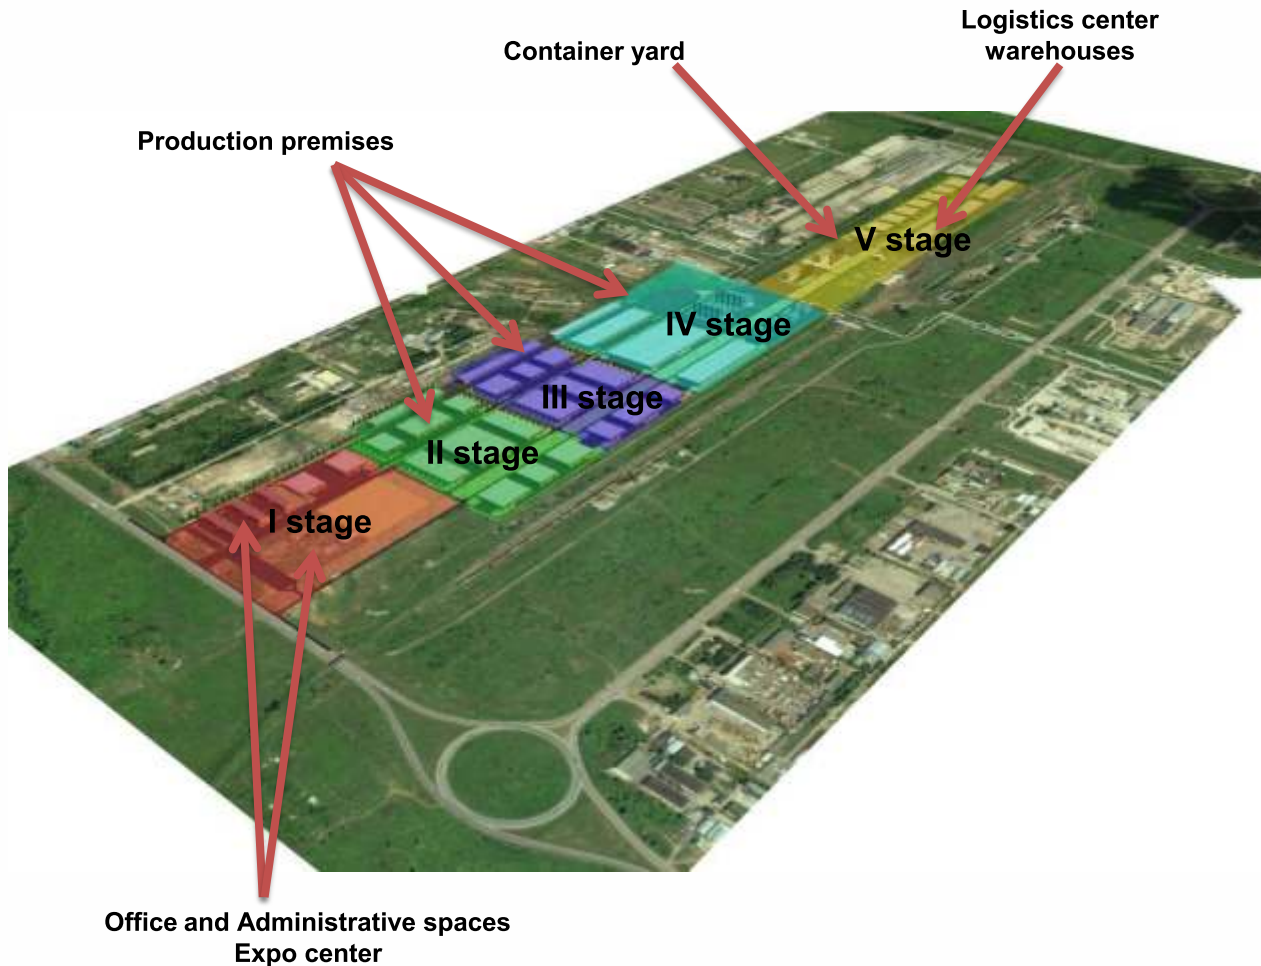 Logistics center
warehouses
Container yard
Production premises
V stage
IV stage
III stage
II stage
I stage
Office and Administrative spaces
Expo center